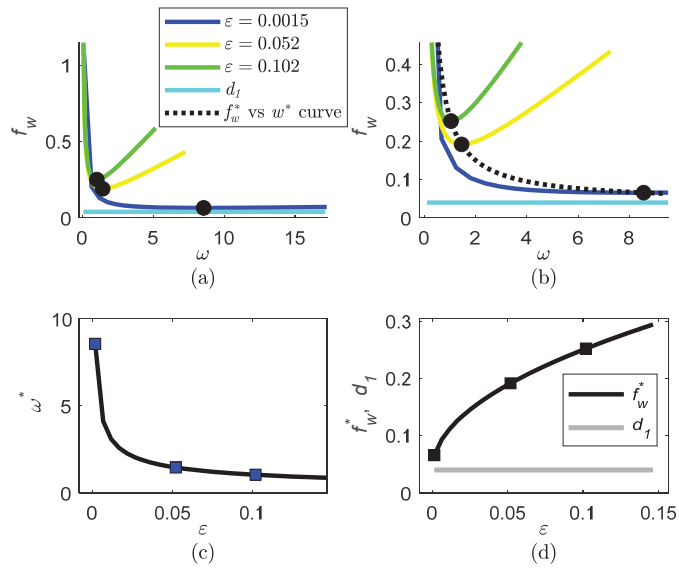 ε = 0.0015
ε = 0.052
ε = 0.102
d₁
f*w vs w* curve
1
0.5
0
f_w
0 5 10 15
ω
(a)
0.4
0.3
0.2
0.1
0
f_w
0 2 4 6 8
ω
(b)
10
5
0
ω*
0 0.05 0.1
ε
(c)
0.3
0.2
0.1
0
f*w, d₁
f*w
d₁
0 0.05 0.1 0.15
ε
(d)